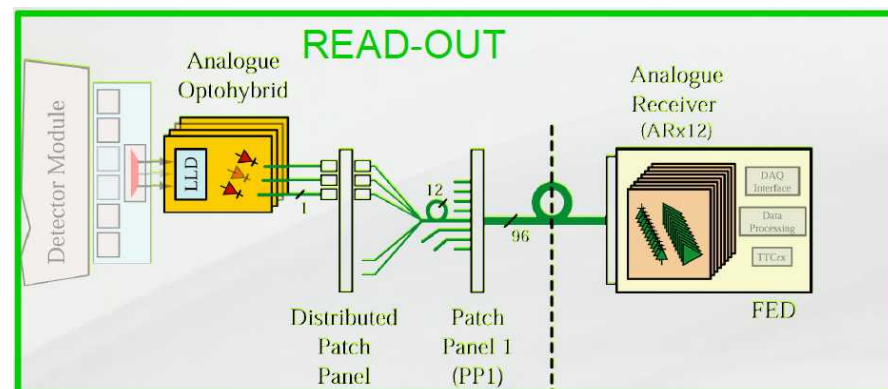 READ-OUT
Analogue
Optohybrid
Detector Module
LLD
1
12
96
Distributed
Patch
Panel
Patch
Panel 1
(PP1)
Analogue
Receiver
(ARx12)
DAQ
Interface
Data
Processing
TTCrx
FED